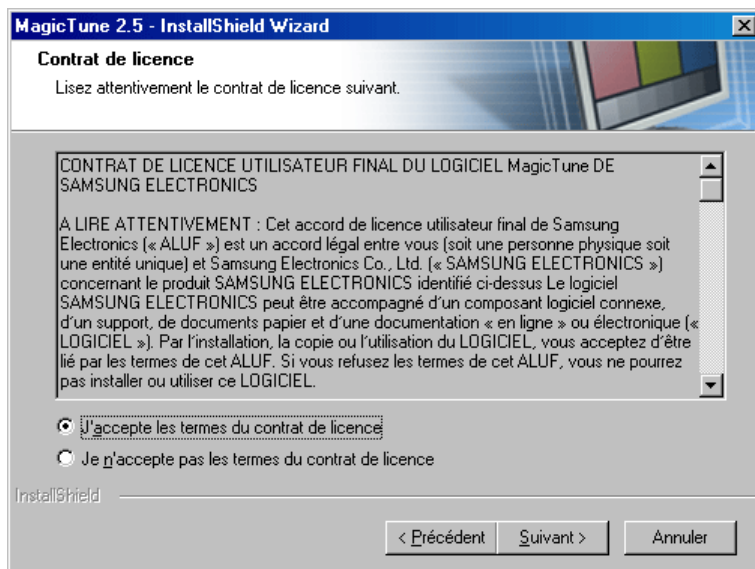 MagicTune 2.5 - InstallShield Wizard
Contrat de licence
Lisez attentivement le contrat de licence suivant.
CONTRAT DE LICENCE UTILISATEUR FINAL DU LOGICIEL MagicTune DE
SAMSUNG ELECTRONICS
A LIRE ATTENTIVEMENT : Cet accord de licence utilisateur final de Samsung
Electronics (« ALUF ») est un accord légal entre vous (soit une personne physique soit
une entité unique) et Samsung Electronics Co., Ltd. (« SAMSUNG ELECTRONICS »)
concernant le produit SAMSUNG ELECTRONICS identifié ci-dessus Le logiciel
SAMSUNG ELECTRONICS peut être accompagné d'un composant logiciel connexe,
d'un support, de documents papier et d'une documentation « en ligne » ou électronique («
LOGICIEL »). Par l'installation, la copie ou l'utilisation du LOGICIEL, vous acceptez d'être
lié par les termes de cet ALUF. Si vous refusez les termes de cet ALUF, vous ne pourrez
pas installer ou utiliser ce LOGICIEL.
J'accepte les termes du contrat de licence
Je n'accepte pas les termes du contrat de licence
InstallShield
< Précédent
Suivant >
Annuler